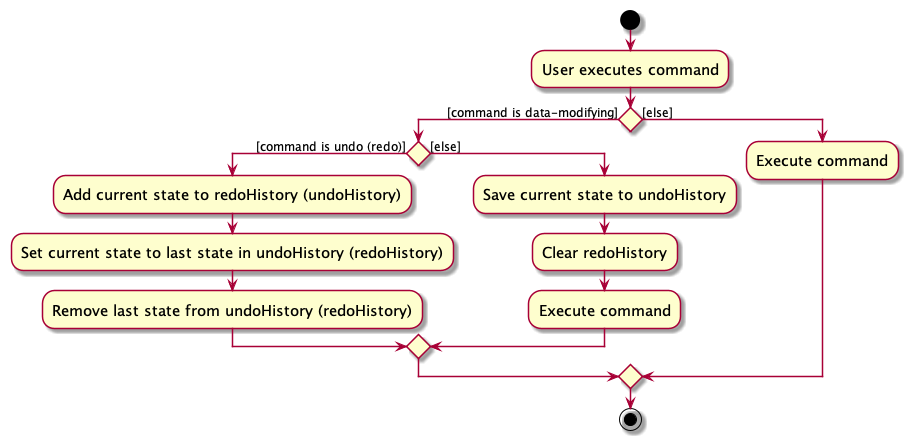 User executes command
[command is data-modifying]
[else]
[command is undo (redo)]
[else]
Execute command
Add current state to redoHistory (undoHistory)
Save current state to undoHistory
Set current state to last state in undoHistory (redoHistory)
Clear redoHistory
Remove last state from undoHistory (redoHistory)
Execute command